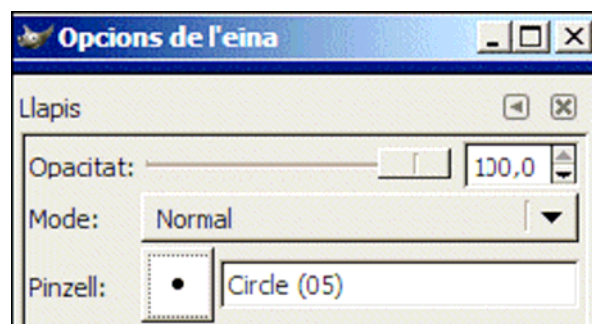 Opcions de l'eina
Llapis
Opacitat: 100,0
Mode: Normal
Pinzell: Circle (05)